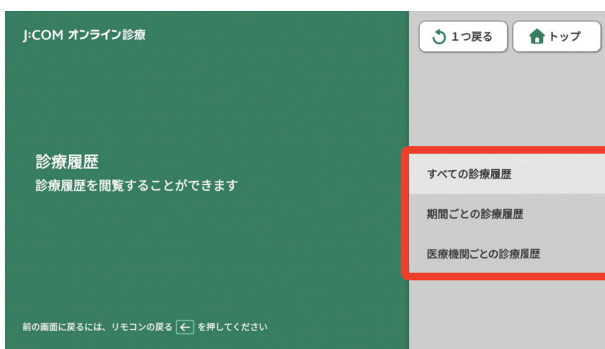 J:COM オンライン診療
1つ戻る
トップ
診療履歴
診療履歴を閲覧することができます
すべての診療履歴
期間ごとの診療履歴
医療機関ごとの診療履歴
前の画面に戻るには、リモコンの戻る ← を押してください